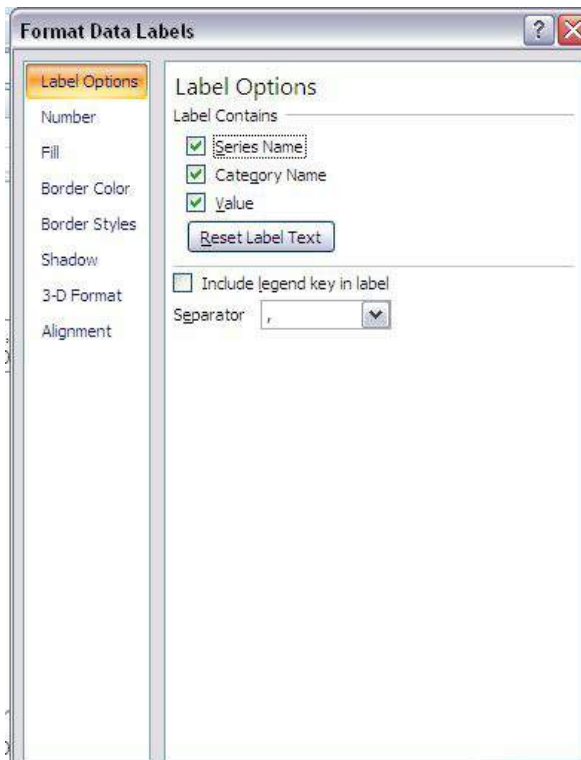 Format Data Labels
Label Options
Number
Fill
Border Color
Border Styles
Shadow
3-D Format
Alignment
Label Options
Label Contains
Series Name
Category Name
Value
Reset Label Text
Include legend key in label
Separator ,